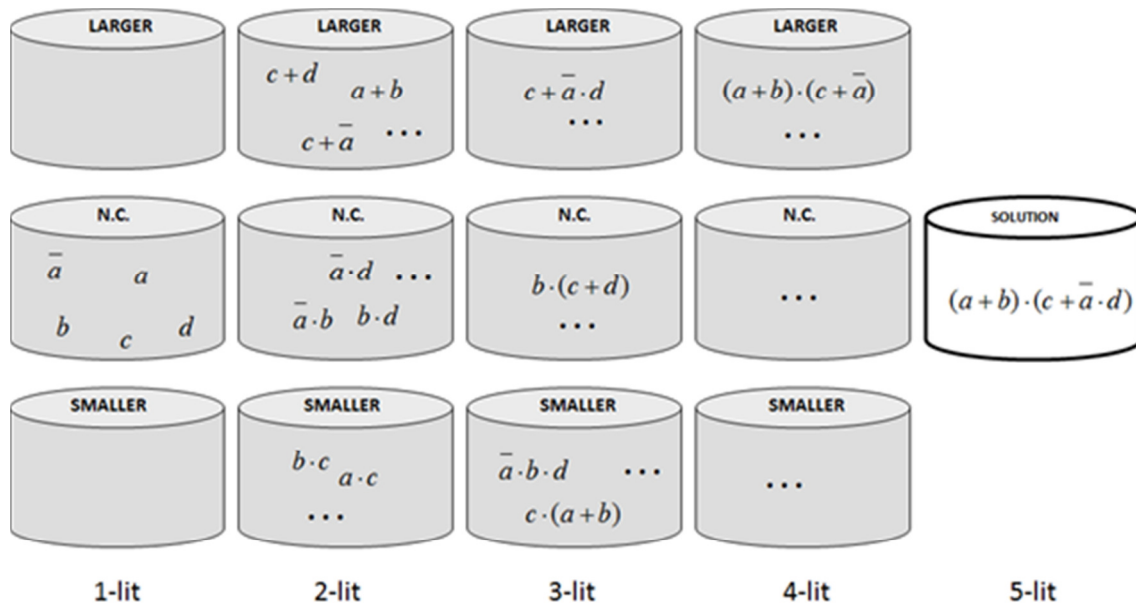 LARGER LARGER LARGER LARGER
c + d
a + b
c + a̅ ...
c + a̅ · d
...
(a + b) · (c + a̅)
...
N.C. N.C. N.C. N.C. SOLUTION
a̅ a
b c d
a̅ · d ...
a̅ · b b · d
b · (c + d)
...
...
(a + b) · (c + a̅ · d)
SMALLER SMALLER SMALLER SMALLER
b · c
a · c
...
a̅ · b · d ...
c · (a + b)
...
1-lit 2-lit 3-lit 4-lit 5-lit